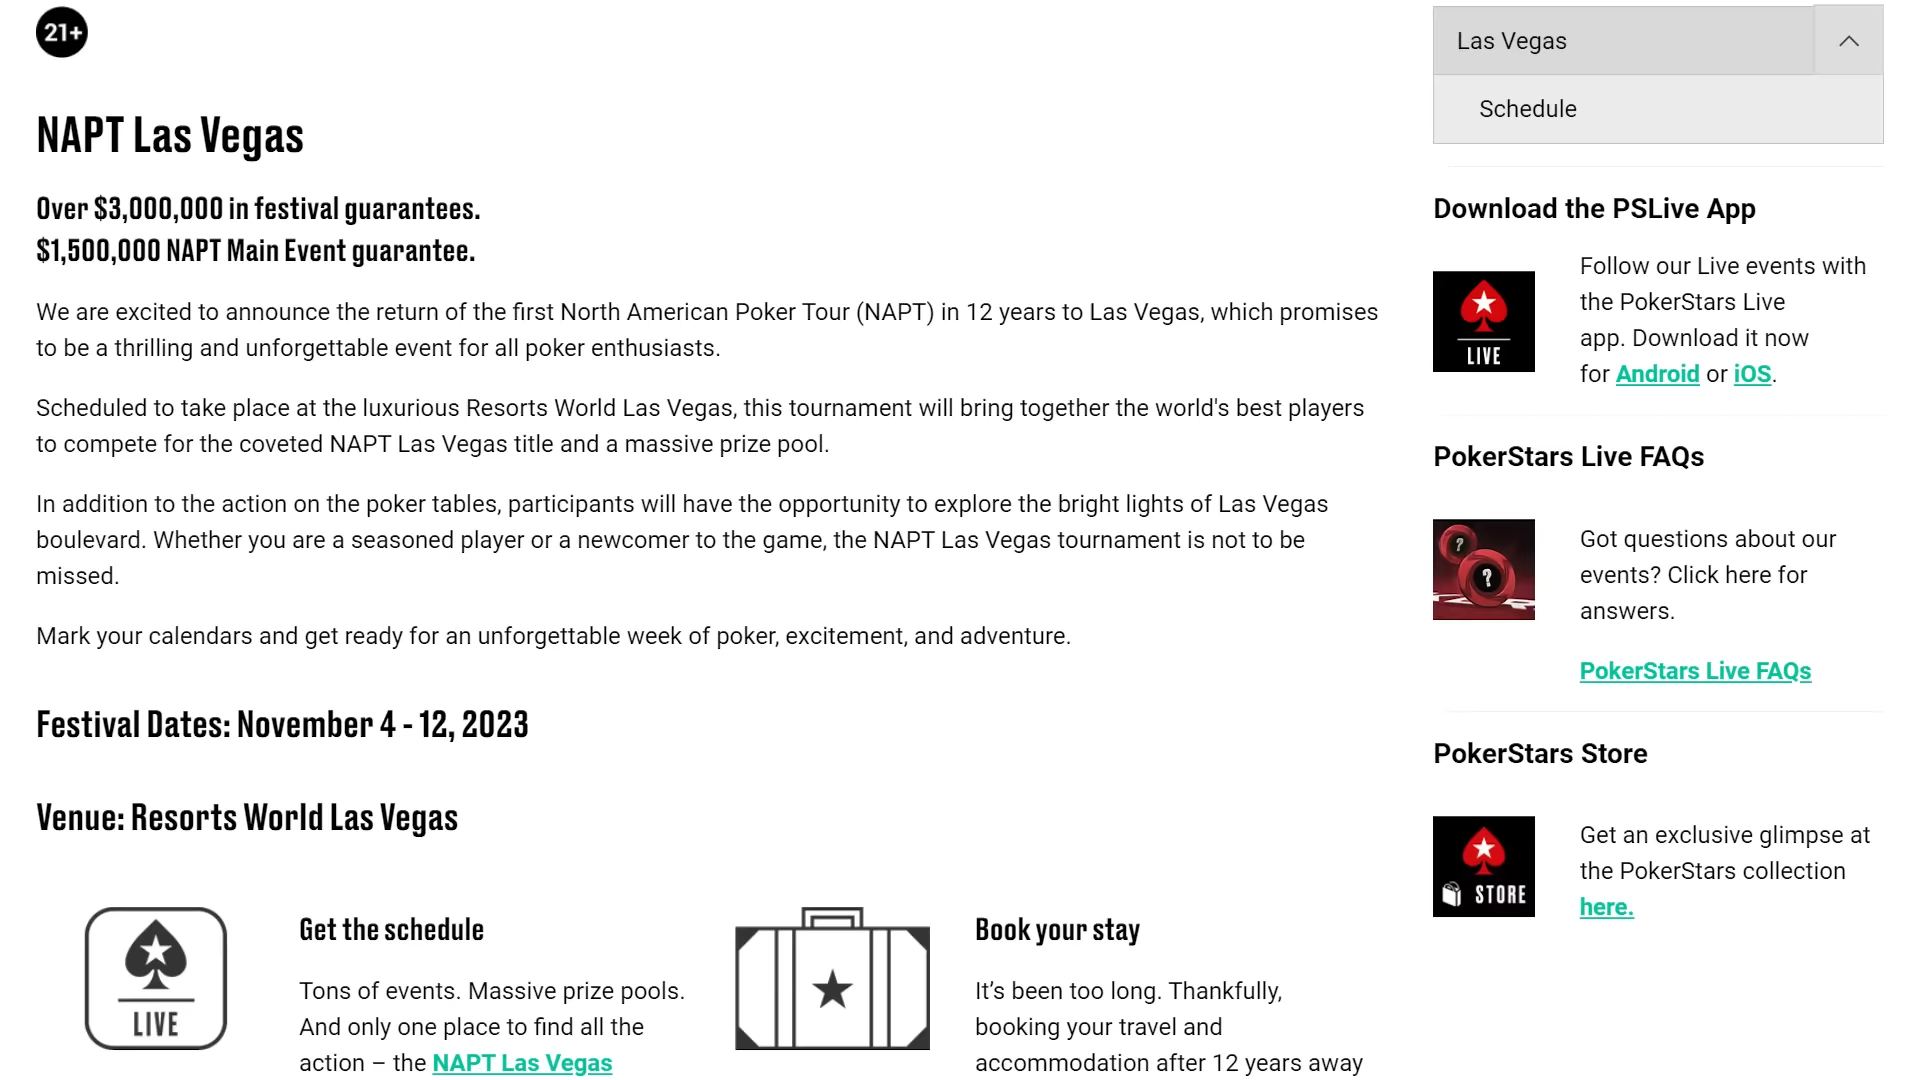 21+
NAPT Las Vegas
Over $3,000,000 in festival guarantees.
$1,500,000 NAPT Main Event guarantee.
We are excited to announce the return of the first North American Poker Tour (NAPT) in 12 years to Las Vegas, which promises
to be a thrilling and unforgettable event for all poker enthusiasts.
Scheduled to take place at the luxurious Resorts World Las Vegas, this tournament will bring together the world's best players
to compete for the coveted NAPT Las Vegas title and a massive prize pool.
In addition to the action on the poker tables, participants will have the opportunity to explore the bright lights of Las Vegas
boulevard. Whether you are a seasoned player or a newcomer to the game, the NAPT Las Vegas tournament is not to be
missed.
Mark your calendars and get ready for an unforgettable week of poker, excitement, and adventure.
Festival Dates: November 4 - 12, 2023
Venue: Resorts World Las Vegas
LIVE
Get the schedule
Tons of events. Massive prize pools.
And only one place to find all the
action – the NAPT Las Vegas
Book your stay
It’s been too long. Thankfully,
booking your travel and
accommodation after 12 years away
Las Vegas
Schedule
Download the PSLive App
LIVE
Follow our Live events with
the PokerStars Live
app. Download it now
for Android or iOS.
PokerStars Live FAQs
? ?
Got questions about our
events? Click here for
answers.
PokerStars Live FAQs
PokerStars Store
STORE
Get an exclusive glimpse at
the PokerStars collection
here.